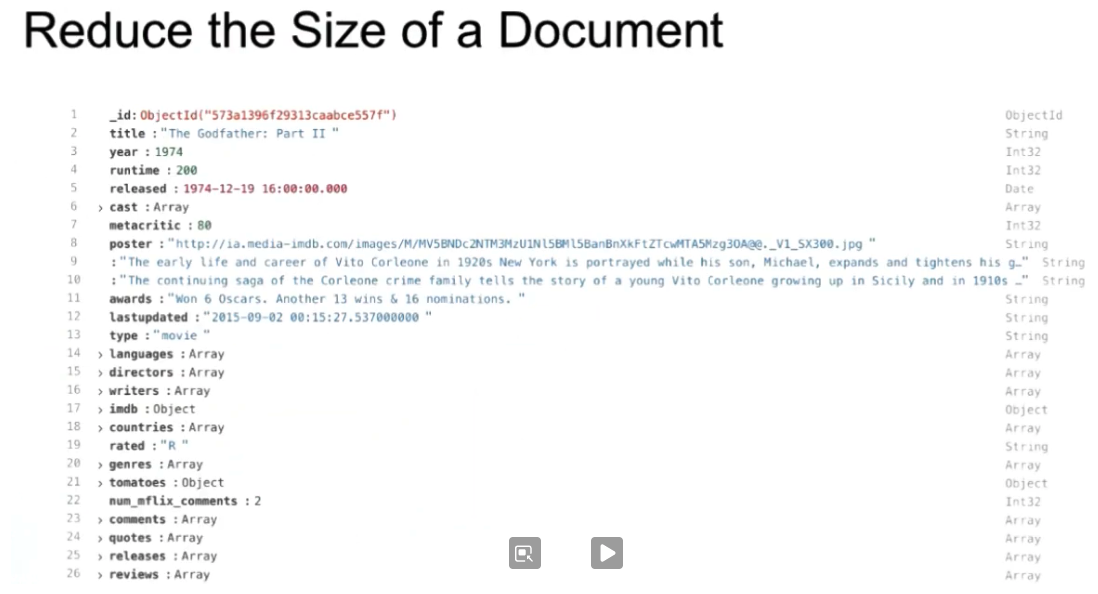 Reduce the Size of a Document
1 _id: ObjectId("573a1396f29313caabce557f") ObjectId
2 title : "The Godfather: Part II " String
3 year : 1974 Int32
4 runtime : 200 Int32
5 released : 1974-12-19 16:00:00.000 Date
6 > cast : Array Array
7 metacritic : 80 Int32
8 poster : "http://ia.media-imdb.com/images/M/MV5BNDc2NTM3MzU1Nl5BMl5BanBnXkFtZTcwMTA5Mzg3OA@@._V1_SX300.jpg " String
9 : "The early life and career of Vito Corleone in 1920s New York is portrayed while his son, Michael, expands and tightens his g…" String
10 : "The continuing saga of the Corleone crime family tells the story of a young Vito Corleone growing up in Sicily and in 1910s …" String
11 awards : "Won 6 Oscars. Another 13 wins & 16 nominations. " String
12 lastupdated : "2015-09-02 00:15:27.537000000 " String
13 type : "movie " String
14 > languages : Array Array
15 > directors : Array Array
16 > writers : Array Array
17 > imdb : Object Object
18 > countries : Array Array
19 rated : "R " String
20 > genres : Array Array
21 > tomatoes : Object Object
22 num_mflix_comments : 2 Int32
23 > comments : Array Array
24 > quotes : Array Array
25 > releases : Array Array
26 > reviews : Array Array